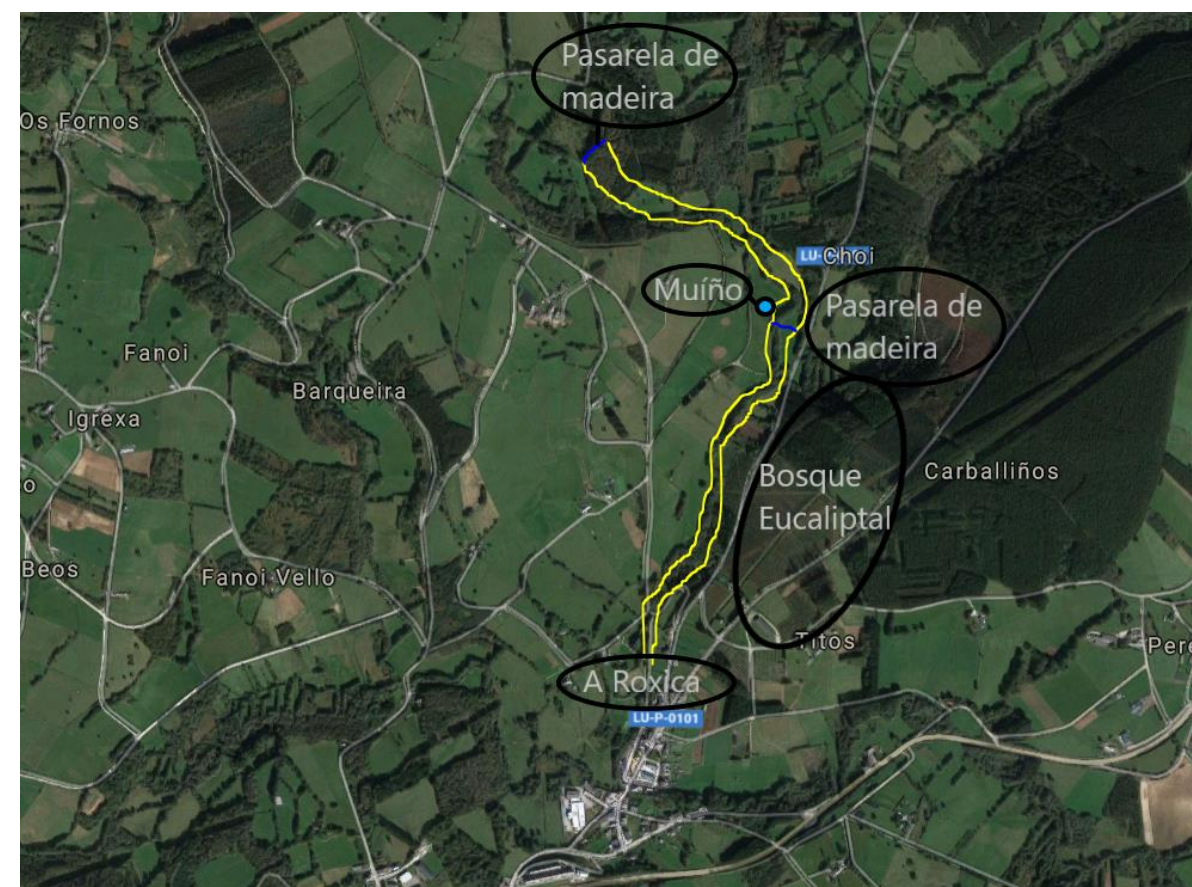 Pasarela de
madeira
Os Fornos
LU-
Choi
Muíño
Pasarela de
madeira
Fanoi
Barqueira
Igrexa
Bosque
Eucaliptal
Carballiños
o
Beos
Fanoi Vello
Titos
Pere
A Roxica
LU-P-0101